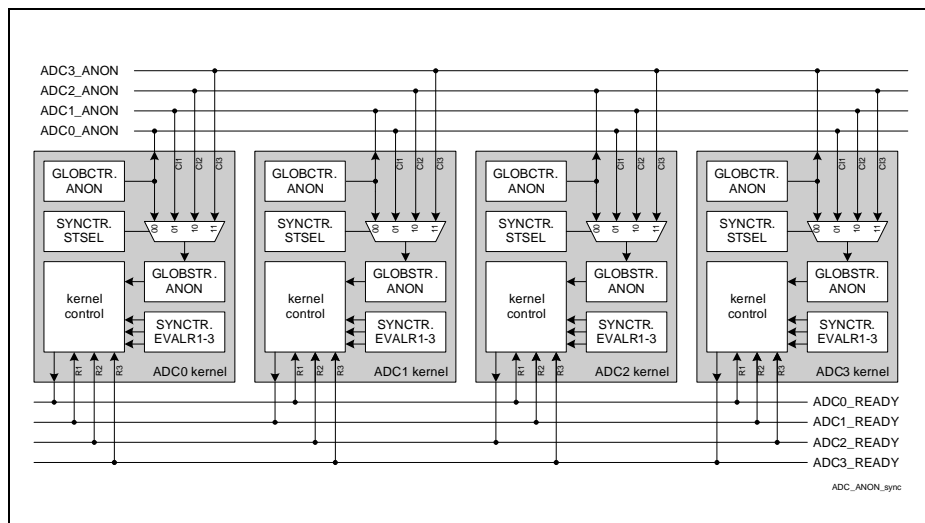 ADC3_ANON
ADC2_ANON
ADC1_ANON
ADC0_ANON
GLOBCTR.
ANON
CI1
CI2
CI3
SYNCTR.
STSEL
00
01
10
11
GLOBSTR.
ANON
kernel
control
SYNCTR.
EVALR1-3
R1
R2
R3
ADC0 kernel
GLOBCTR.
ANON
CI1
CI2
CI3
SYNCTR.
STSEL
00
01
10
11
GLOBSTR.
ANON
kernel
control
SYNCTR.
EVALR1-3
R1
R2
R3
ADC1 kernel
GLOBCTR.
ANON
CI1
CI2
CI3
SYNCTR.
STSEL
00
01
10
11
GLOBSTR.
ANON
kernel
control
SYNCTR.
EVALR1-3
R1
R2
R3
ADC2 kernel
GLOBCTR.
ANON
CI1
CI2
CI3
SYNCTR.
STSEL
00
01
10
11
GLOBSTR.
ANON
kernel
control
SYNCTR.
EVALR1-3
R1
R2
R3
ADC3 kernel
ADC0_READY
ADC1_READY
ADC2_READY
ADC3_READY
ADC_ANON_sync